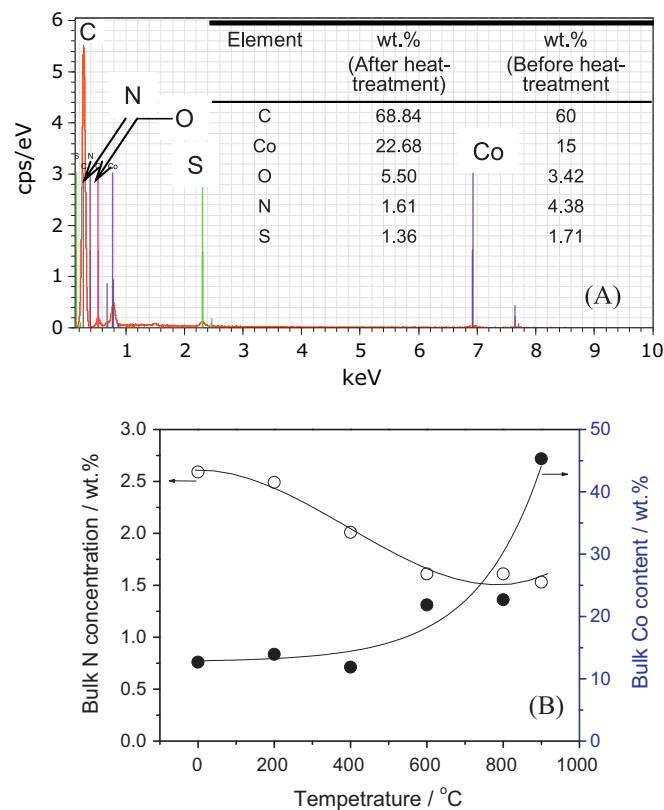 6
5
4
3
2
1
0
cps/eV
C
N
O
S
Co
S
C
N
Co
Element wt.% wt.%
(After heat- (Before heat-
treatment) treatment
C 68.84 60
Co 22.68 15
O 5.50 3.42
N 1.61 4.38
S 1.36 1.71
(A)
1 2 3 4 5 6 7 8 9 10
keV
3.0
2.5
2.0
1.5
1.0
0.5
0.0
Bulk N concentration / wt.%
50
40
30
20
10
0
Bulk Co content / wt.%
(B)
0 200 400 600 800 1000
Tempetrature / °C